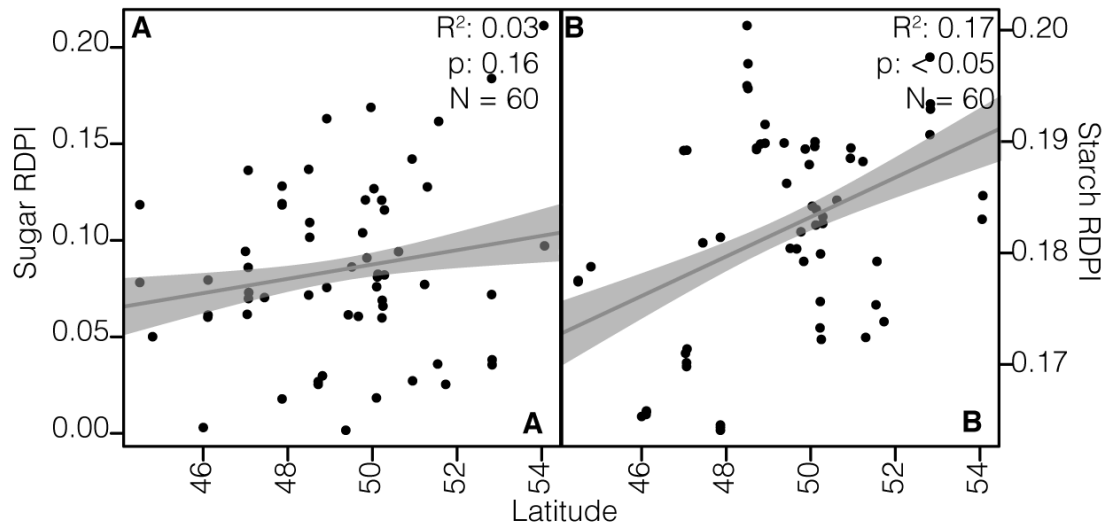 A
R²: 0.03
p: 0.16
N = 60
Sugar RDPI
0.20
0.15
0.10
0.05
0.00
A
46
48
50
52
54
B
R²: 0.17
p: < 0.05
N = 60
0.20
0.19
0.18
0.17
Starch RDPI
B
46
48
50
52
54
Latitude